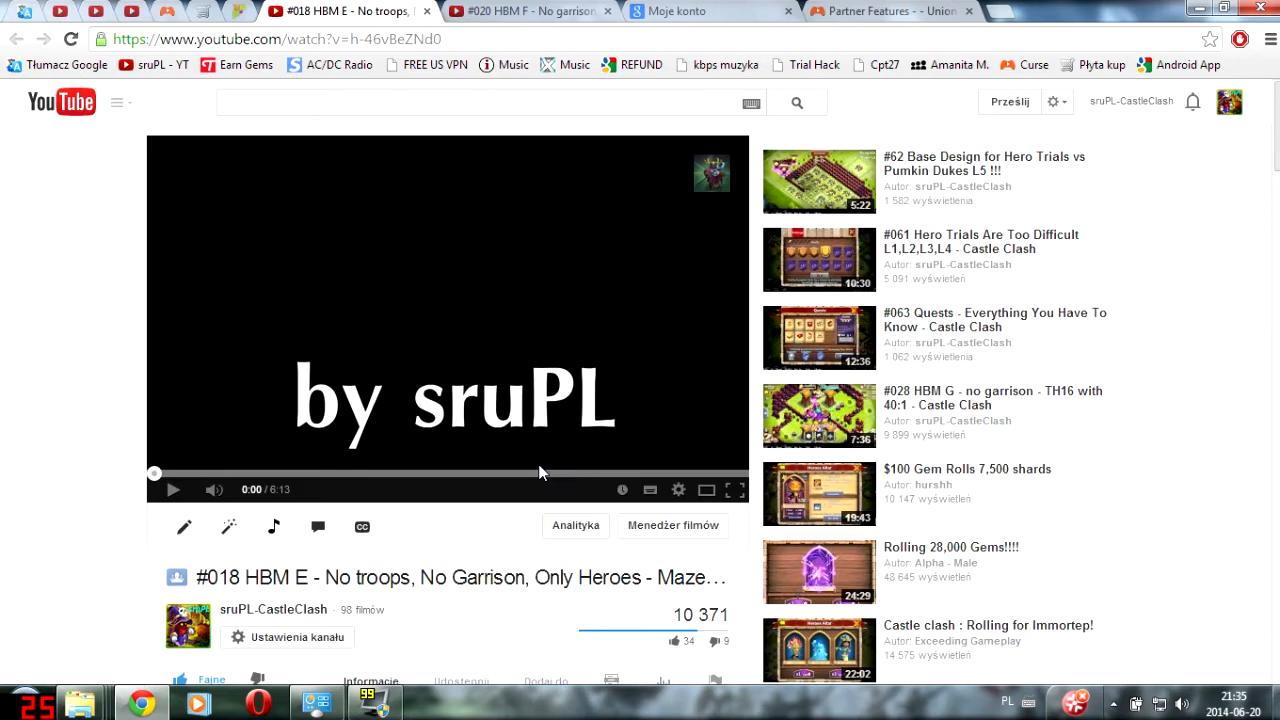 #018 HBM E - No troops,
#020 HBM F - No garrison,
Moje konto
Partner Features - - Union
https://www.youtube.com/watch?v=h-46vBeZNd0
Tłumacz Google
sruPL - YT
Earn Gems
AC/DC Radio
FREE US VPN
Music
Music
REFUND
kbps muzyka
Trial Hack
Cpt27
Amanita M.
Curse
Płyta kup
Android App
YouTube
Prześlij
sruPL-CastleClash
by sruPL
0:00 / 6:13
Analityka
Menedżer filmów
#018 HBM E - No troops, No Garrison, Only Heroes - Maze…
sruPL-CastleClash · 98 filmów
10 371
Ustawienia kanału
34
9
Fajne
Informacje
Udostępnij
Dodaj do
#62 Base Design for Hero Trials vs
Pumkin Dukes L5 !!!
Autor: sruPL-CastleClash
1 582 wyświetlenia
5:22
#061 Hero Trials Are Too Difficult
L1,L2,L3,L4 - Castle Clash
Autor: sruPL-CastleClash
5 091 wyświetleń
10:30
#063 Quests - Everything You Have To
Know - Castle Clash
Autor: sruPL-CastleClash
1 062 wyświetlenia
12:36
#028 HBM G - no garrison - TH16 with
40:1 - Castle Clash
Autor: sruPL-CastleClash
9 899 wyświetleń
7:36
$150 Gem Rolls 7,500 shards
Autor: hurshh
10 147 wyświetleń
19:43
Rolling 28,000 Gems!!!!
Autor: Alpha - Male
48 645 wyświetleń
24:29
Castle clash : Rolling for Immortep!
Autor: Exceeding Gameplay
14 575 wyświetleń
22:02
25
99
PL
21:35
2014-06-20